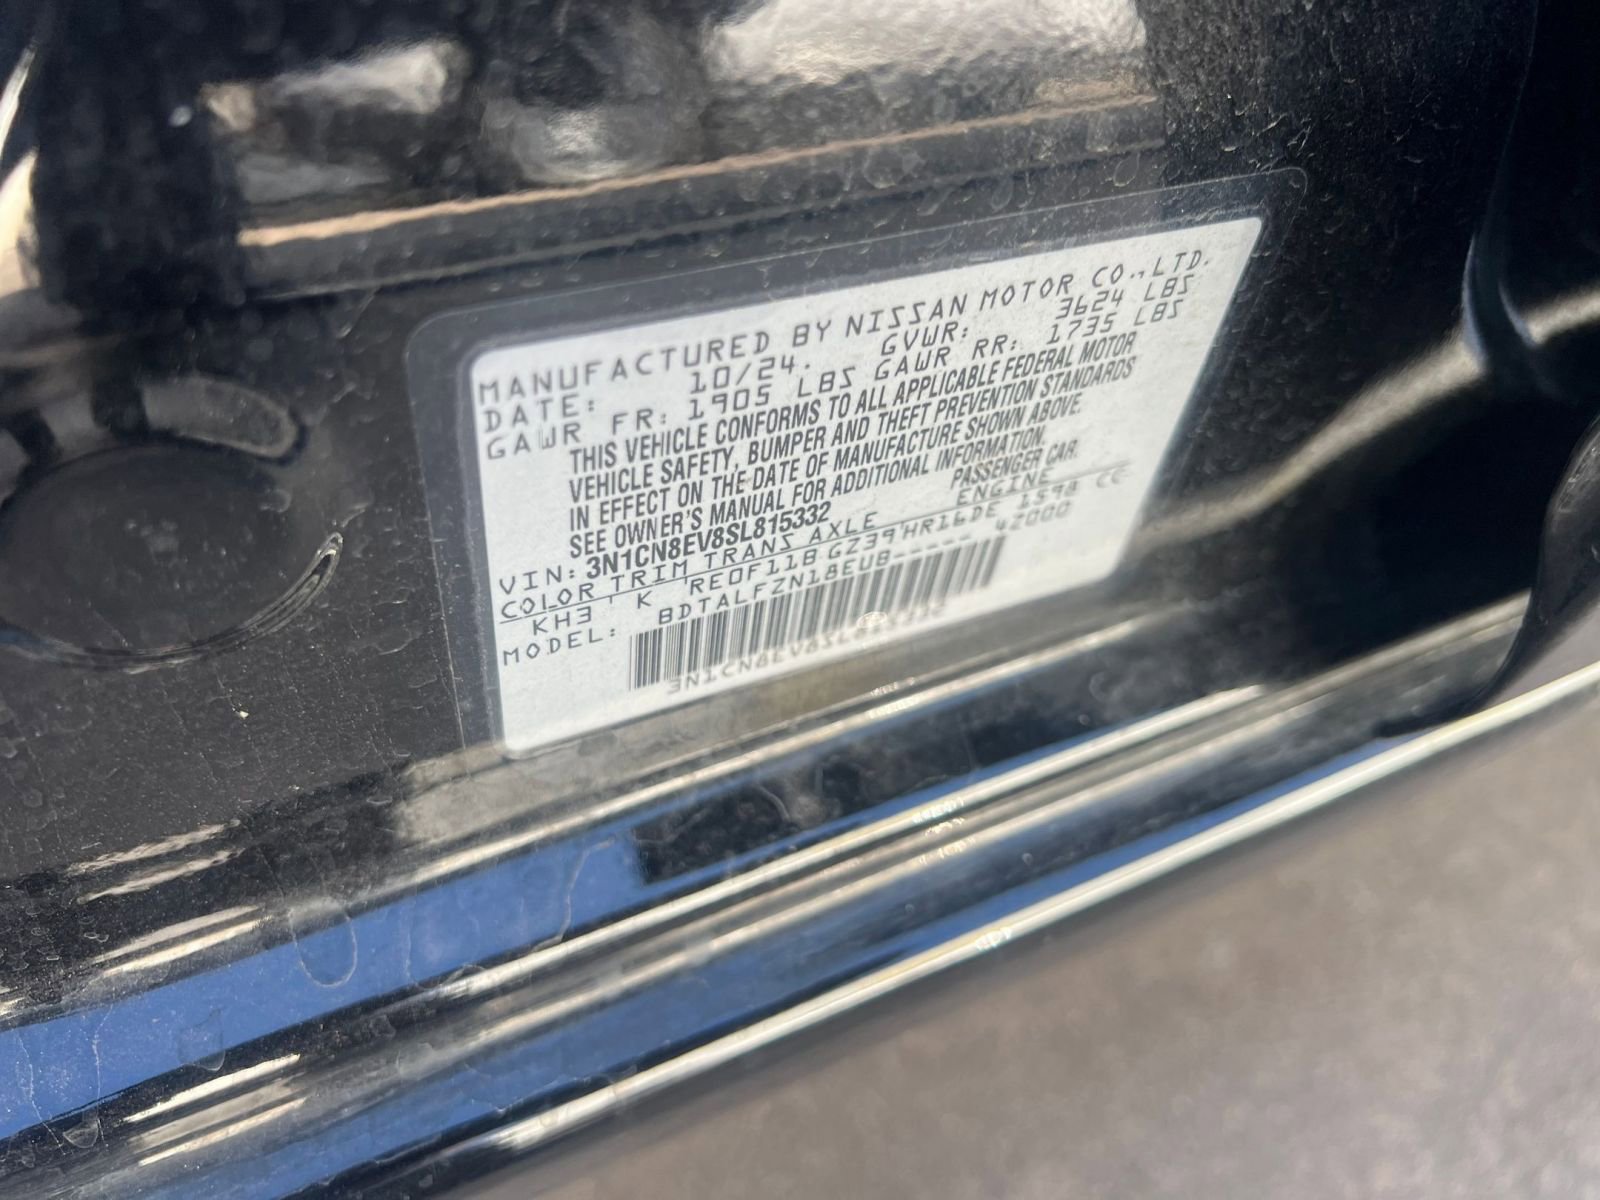 MANUFACTURED BY NISSAN MOTOR CO.,LTD.
DATE: 10/24. GVWR: 3624 LBS
GAWR FR: 1905 LBS GAWR RR: 1735 LBS
THIS VEHICLE CONFORMS TO ALL APPLICABLE FEDERAL MOTOR
VEHICLE SAFETY, BUMPER AND THEFT PREVENTION STANDARDS
IN EFFECT ON THE DATE OF MANUFACTURE SHOWN ABOVE.
SEE OWNER'S MANUAL FOR ADDITIONAL INFORMATION.
VIN: 3N1CN8EV8SL815332 PASSENGER CAR.
COLOR TRIM TRANS AXLE ENGINE
KH3 K RE0F11B GZ39 HR16DE 1598 CC
MODEL: BDTALFZN18EUB----- 4Z000